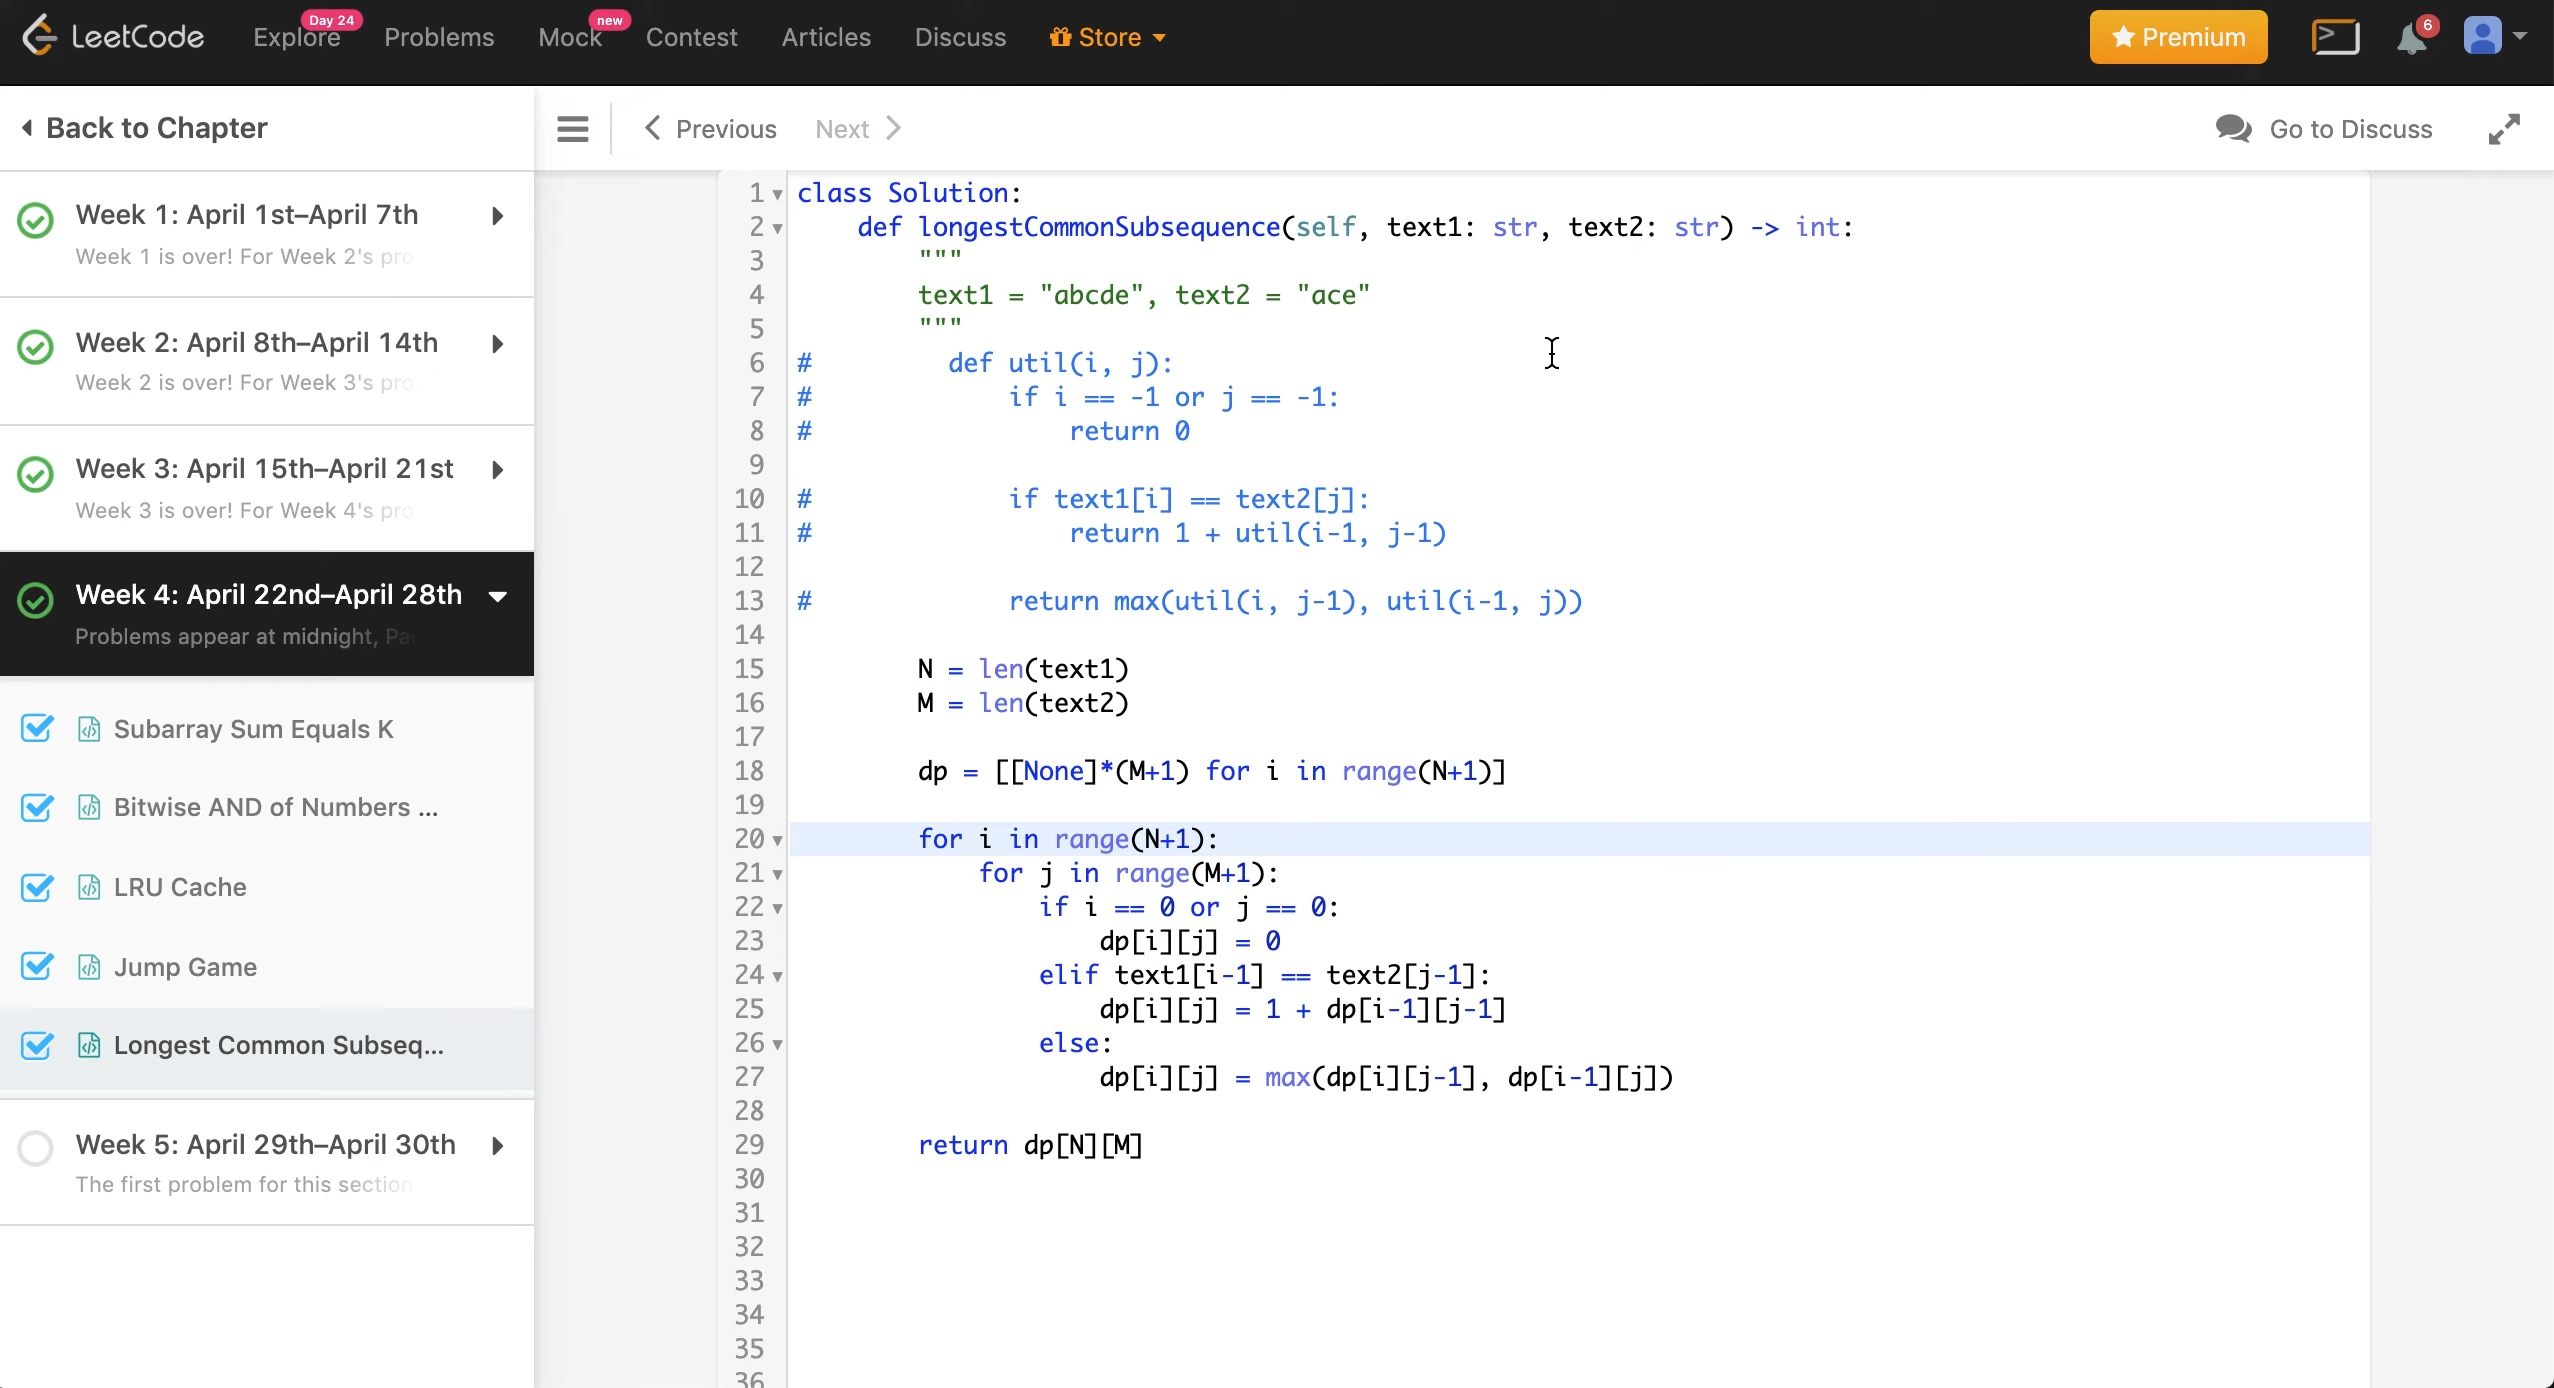 LeetCode
Explore
Day 24
Problems
Mock
new
Contest
Articles
Discuss
Store
Premium
6
Back to Chapter
Previous
Next
Go to Discuss
Week 1: April 1st–April 7th
Week 1 is over! For Week 2's pro
Week 2: April 8th–April 14th
Week 2 is over! For Week 3's pro
Week 3: April 15th–April 21st
Week 3 is over! For Week 4's pro
Week 4: April 22nd–April 28th
Problems appear at midnight, Pa
Subarray Sum Equals K
Bitwise AND of Numbers ...
LRU Cache
Jump Game
Longest Common Subseq...
Week 5: April 29th–April 30th
The first problem for this section
1 class Solution:
2     def longestCommonSubsequence(self, text1: str, text2: str) -> int:
3         """
4         text1 = "abcde", text2 = "ace"
5         """
6 #         def util(i, j):
7 #             if i == -1 or j == -1:
8 #                 return 0
9
10 #             if text1[i] == text2[j]:
11 #                 return 1 + util(i-1, j-1)
12
13 #             return max(util(i, j-1), util(i-1, j))
14
15         N = len(text1)
16         M = len(text2)
17
18         dp = [[None]*(M+1) for i in range(N+1)]
19
20         for i in range(N+1):
21             for j in range(M+1):
22                 if i == 0 or j == 0:
23                     dp[i][j] = 0
24                 elif text1[i-1] == text2[j-1]:
25                     dp[i][j] = 1 + dp[i-1][j-1]
26                 else:
27                     dp[i][j] = max(dp[i][j-1], dp[i-1][j])
28
29         return dp[N][M]
30
31
32
33
34
35
36